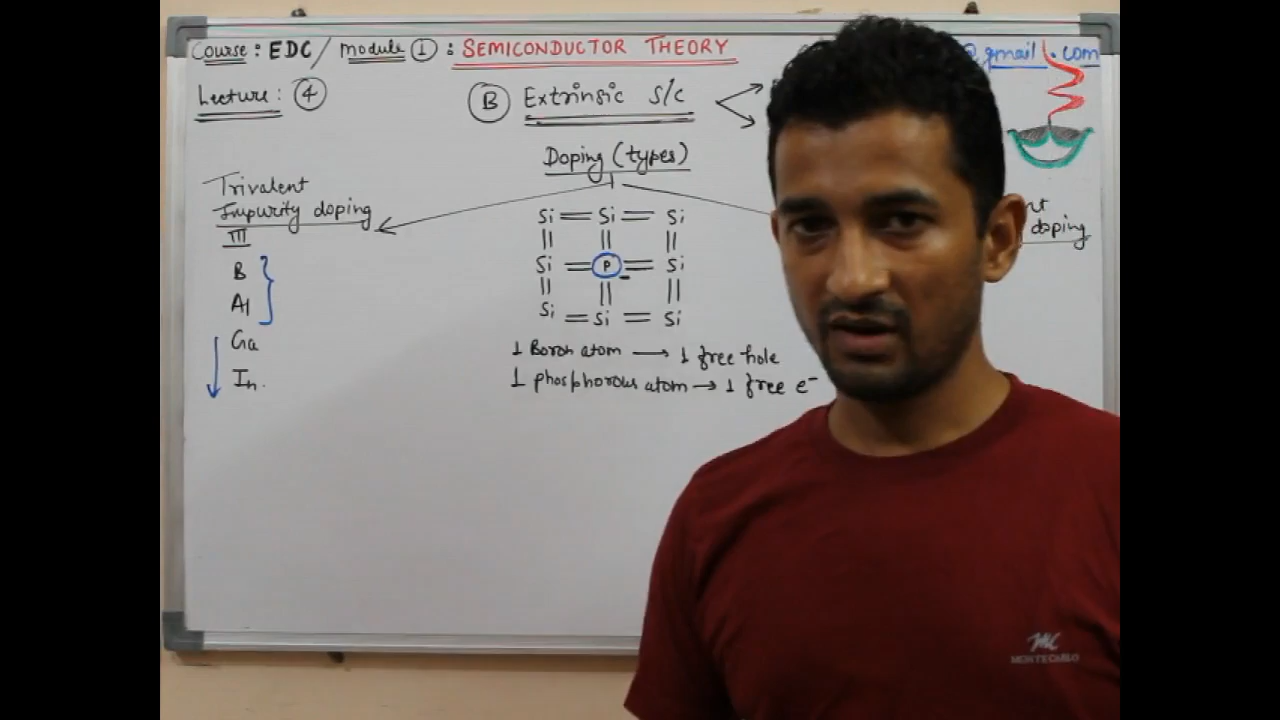 Course: EDC / Module ① : SEMICONDUCTOR THEORY
@gmail.com
Lecture: ④
Ⓑ Extrinsic S/C
Doping (types)
Trivalent
Impurity doping
doping
III
B
Al
Ga
In.
Si = Si = Si
Si = P = Si
Si = Si = Si
1 Boron atom → 1 free hole
1 phosphorous atom → 1 free e⁻
MONTECARLO